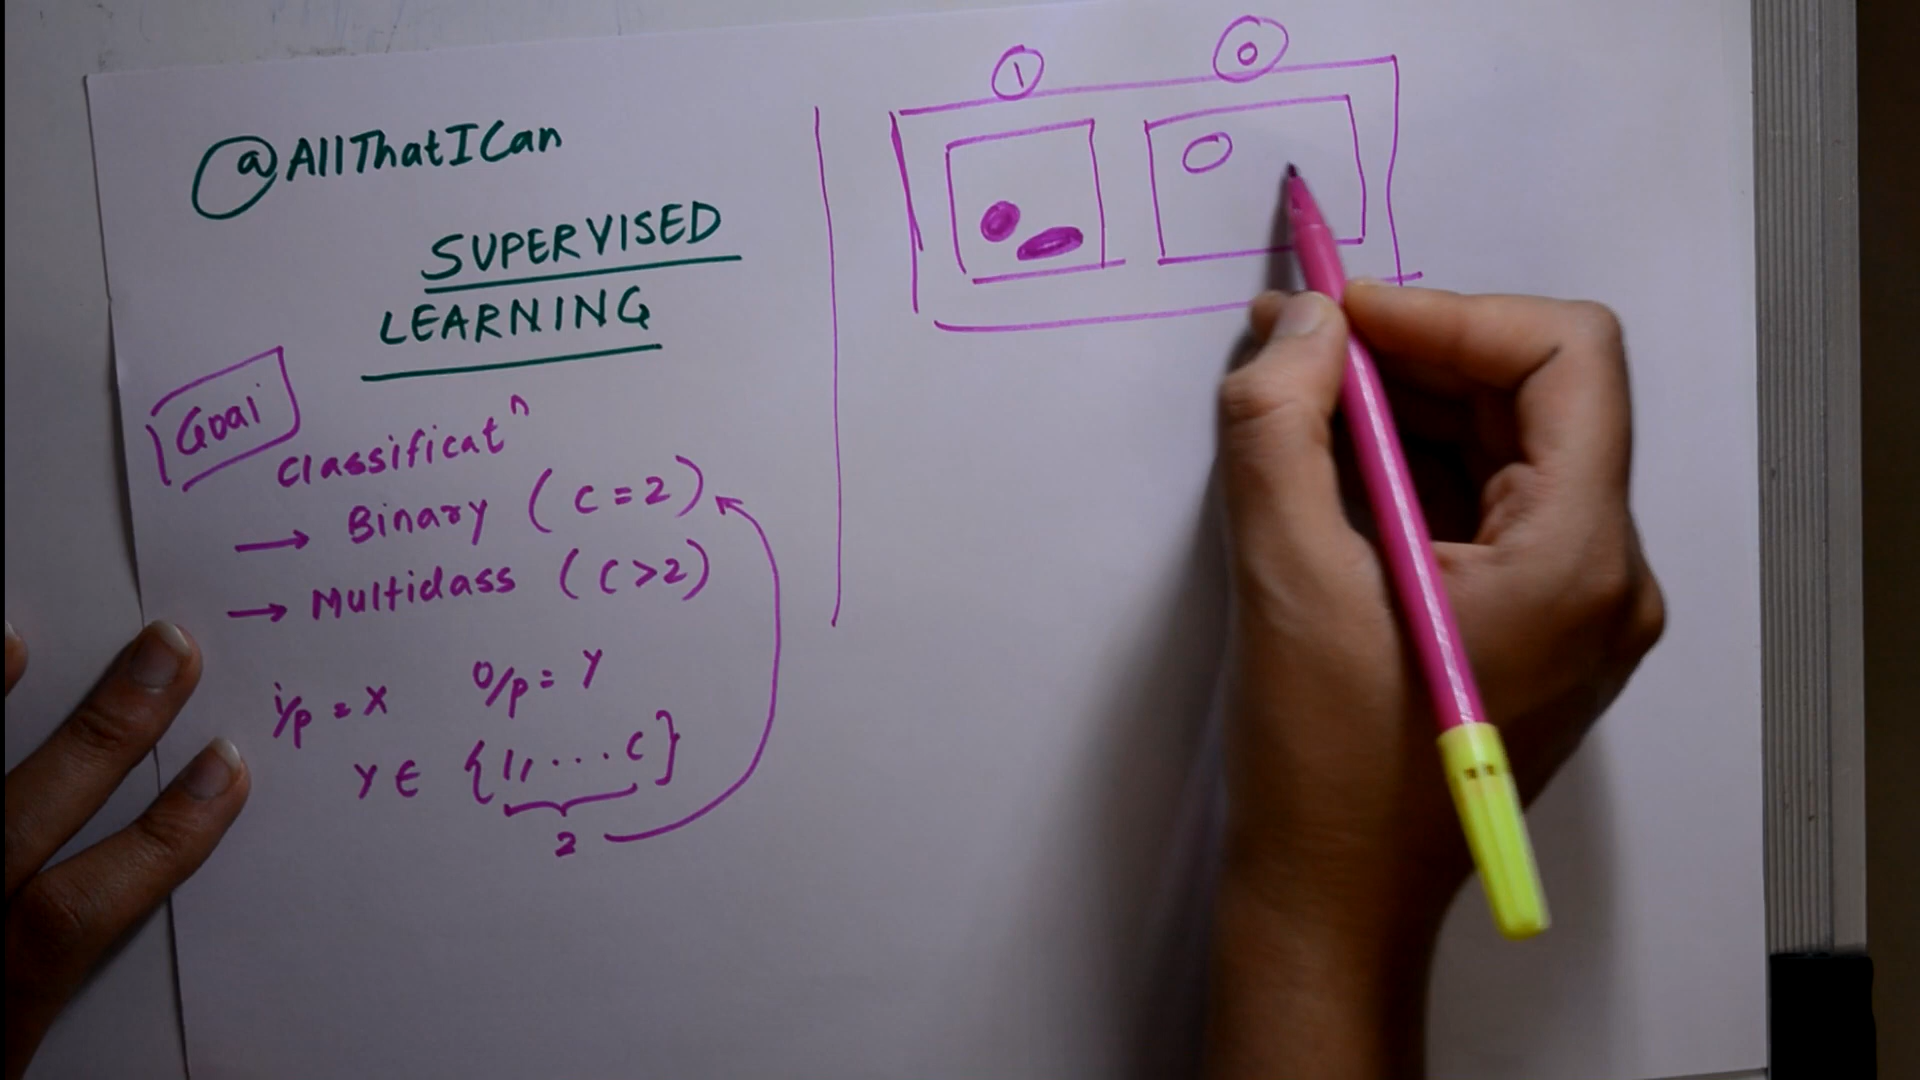 @AllThatICan
SUPERVISED
LEARNING
Goal
Classificatⁿ
→ Binary (C=2)
→ Multiclass (C>2)
i/p = X   O/p = Y
Y ∈ {1, ... C}
2
1
0